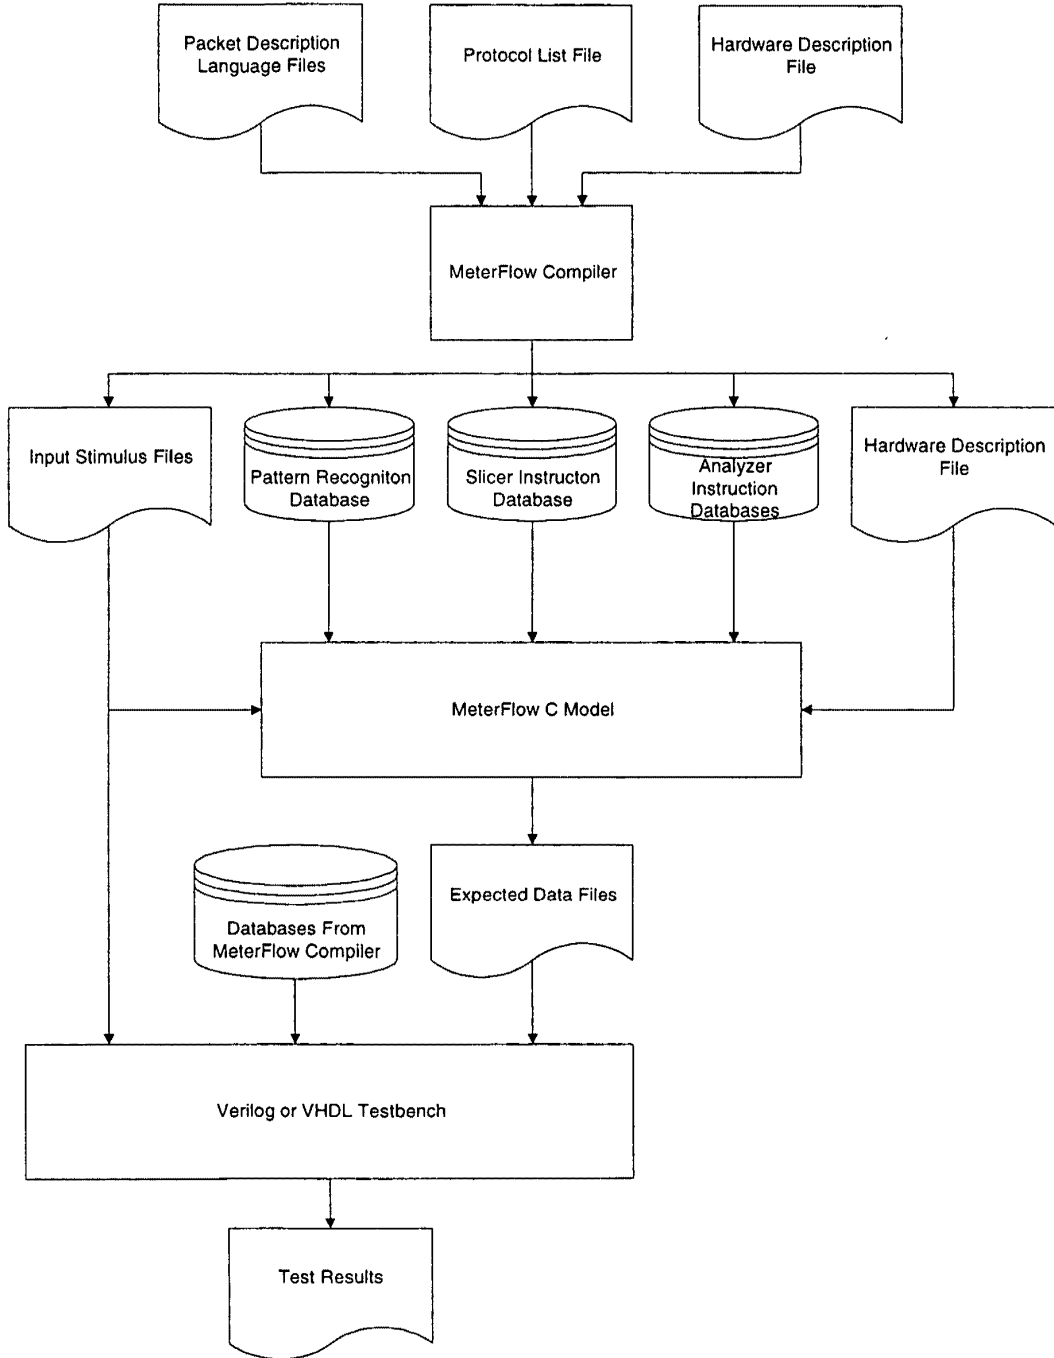 Packet Description
Language Files
Protocol List File
Hardware Description
File
MeterFlow Compiler
Input Stimulus Files
Pattern Recogniton
Database
Slicer Instructon
Database
Analyzer
Instruction
Databases
Hardware Description
File
MeterFlow C Model
Databases From
MeterFlow Compiler
Expected Data Files
Verilog or VHDL Testbench
Test Results